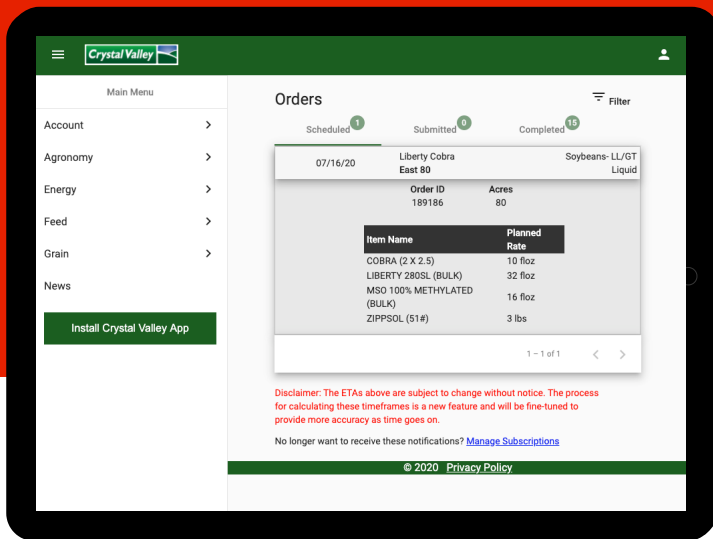 Crystal Valley
Main Menu
Account
Agronomy
Energy
Feed
Grain
News
Install Crystal Valley App
Orders
Filter
Scheduled 1
Submitted 0
Completed 15
07/16/20 Liberty Cobra Soybeans- LL/GT
East 80 Liquid
Order ID Acres
189186 80
Item Name Planned
Rate
COBRA (2 X 2.5) 10 floz
LIBERTY 280SL (BULK) 32 floz
MSO 100% METHYLATED
(BULK) 16 floz
ZIPPSOL (51#) 3 lbs
1 – 1 of 1
Disclaimer: The ETAs above are subject to change without notice. The process
for calculating these timeframes is a new feature and will be fine-tuned to
provide more accuracy as time goes on.
No longer want to receive these notifications? Manage Subscriptions
© 2020 Privacy Policy